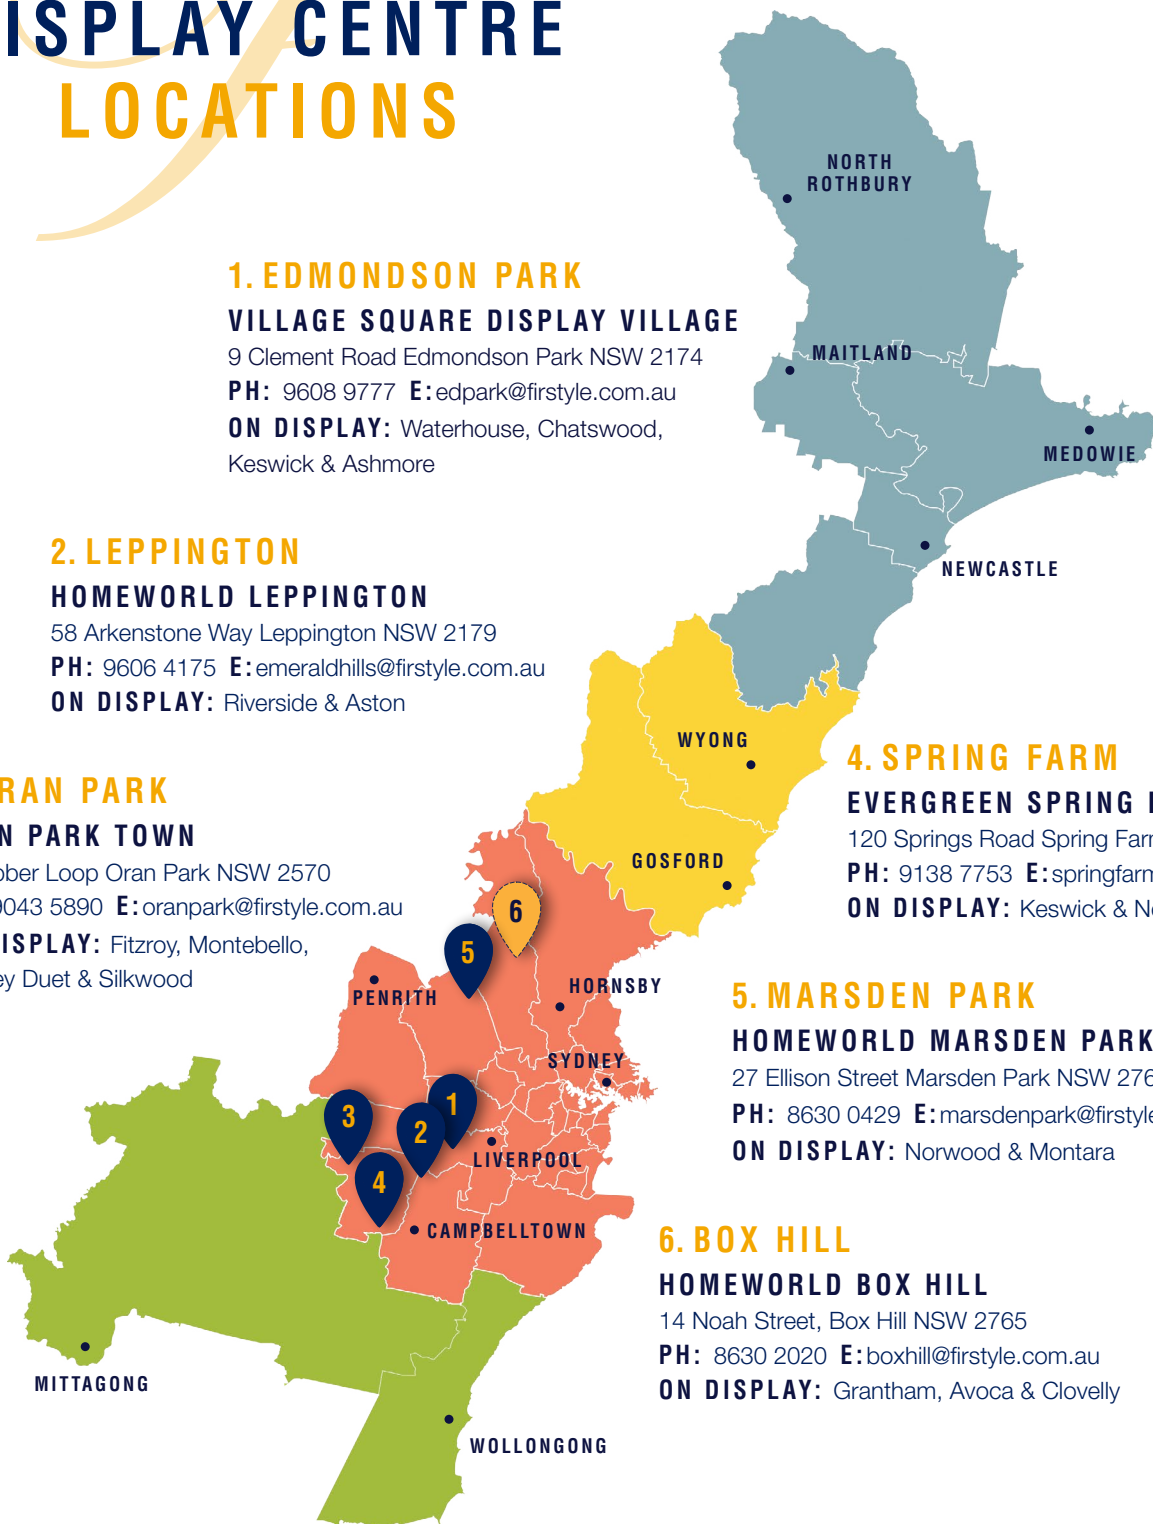 ISPLAY CENTRE
LOCATIONS
NORTH
ROTHBURY
1. EDMONDSON PARK
VILLAGE SQUARE DISPLAY VILLAGE
9 Clement Road Edmondson Park NSW 2174
PH: 9608 9777 E: edpark@firstyle.com.au
ON DISPLAY: Waterhouse, Chatswood,
Keswick & Ashmore
MAITLAND
MEDOWIE
NEWCASTLE
2. LEPPINGTON
HOMEWORLD LEPPINGTON
58 Arkenstone Way Leppington NSW 2179
PH: 9606 4175 E: emeraldhills@firstyle.com.au
ON DISPLAY: Riverside & Aston
WYONG
GOSFORD
RAN PARK
N PARK TOWN
ber Loop Oran Park NSW 2570
9043 5890 E: oranpark@firstyle.com.au
ISPLAY: Fitzroy, Montebello,
ey Duet & Silkwood
4. SPRING FARM
EVERGREEN SPRING
120 Springs Road Spring Farm
PH: 9138 7753 E: springfarm
ON DISPLAY: Keswick & No
6
5
PENRITH
HORNSBY
SYDNEY
1
3
2
4
LIVERPOOL
CAMPBELLTOWN
5. MARSDEN PARK
HOMEWORLD MARSDEN PARK
27 Ellison Street Marsden Park NSW 276
PH: 8630 0429 E: marsdenpark@firstyle
ON DISPLAY: Norwood & Montara
6. BOX HILL
HOMEWORLD BOX HILL
14 Noah Street, Box Hill NSW 2765
PH: 8630 2020 E: boxhill@firstyle.com.au
ON DISPLAY: Grantham, Avoca & Clovelly
MITTAGONG
WOLLONGONG